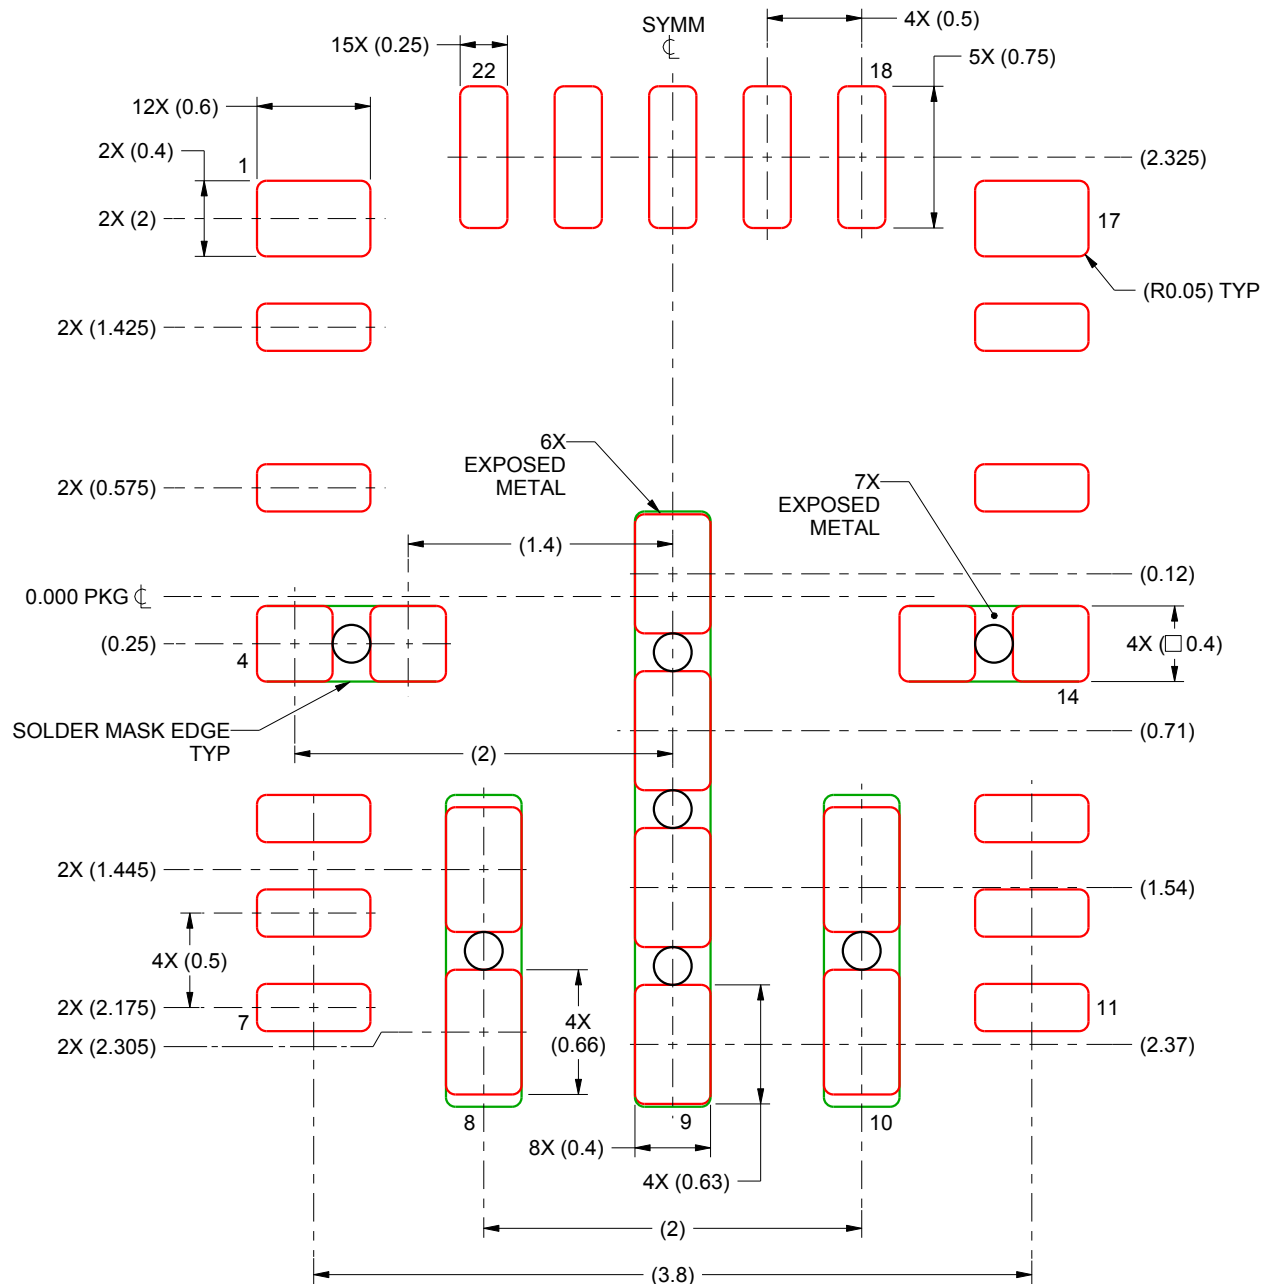 SYMM
℄
4X (0.5)
15X (0.25)
22
18
5X (0.75)
12X (0.6)
2X (0.4)
1
(2.325)
2X (2)
17
(R0.05) TYP
2X (1.425)
6X
EXPOSED
METAL
7X
EXPOSED
METAL
2X (0.575)
(1.4)
(0.12)
0.000 PKG ℄
(0.25)
4
4X (□ 0.4)
14
SOLDER MASK EDGE
TYP
(0.71)
(2)
2X (1.445)
(1.54)
4X (0.5)
2X (2.175)
7
11
4X
(0.66)
2X (2.305)
(2.37)
8
9
10
8X (0.4)
4X (0.63)
(2)
(3.8)